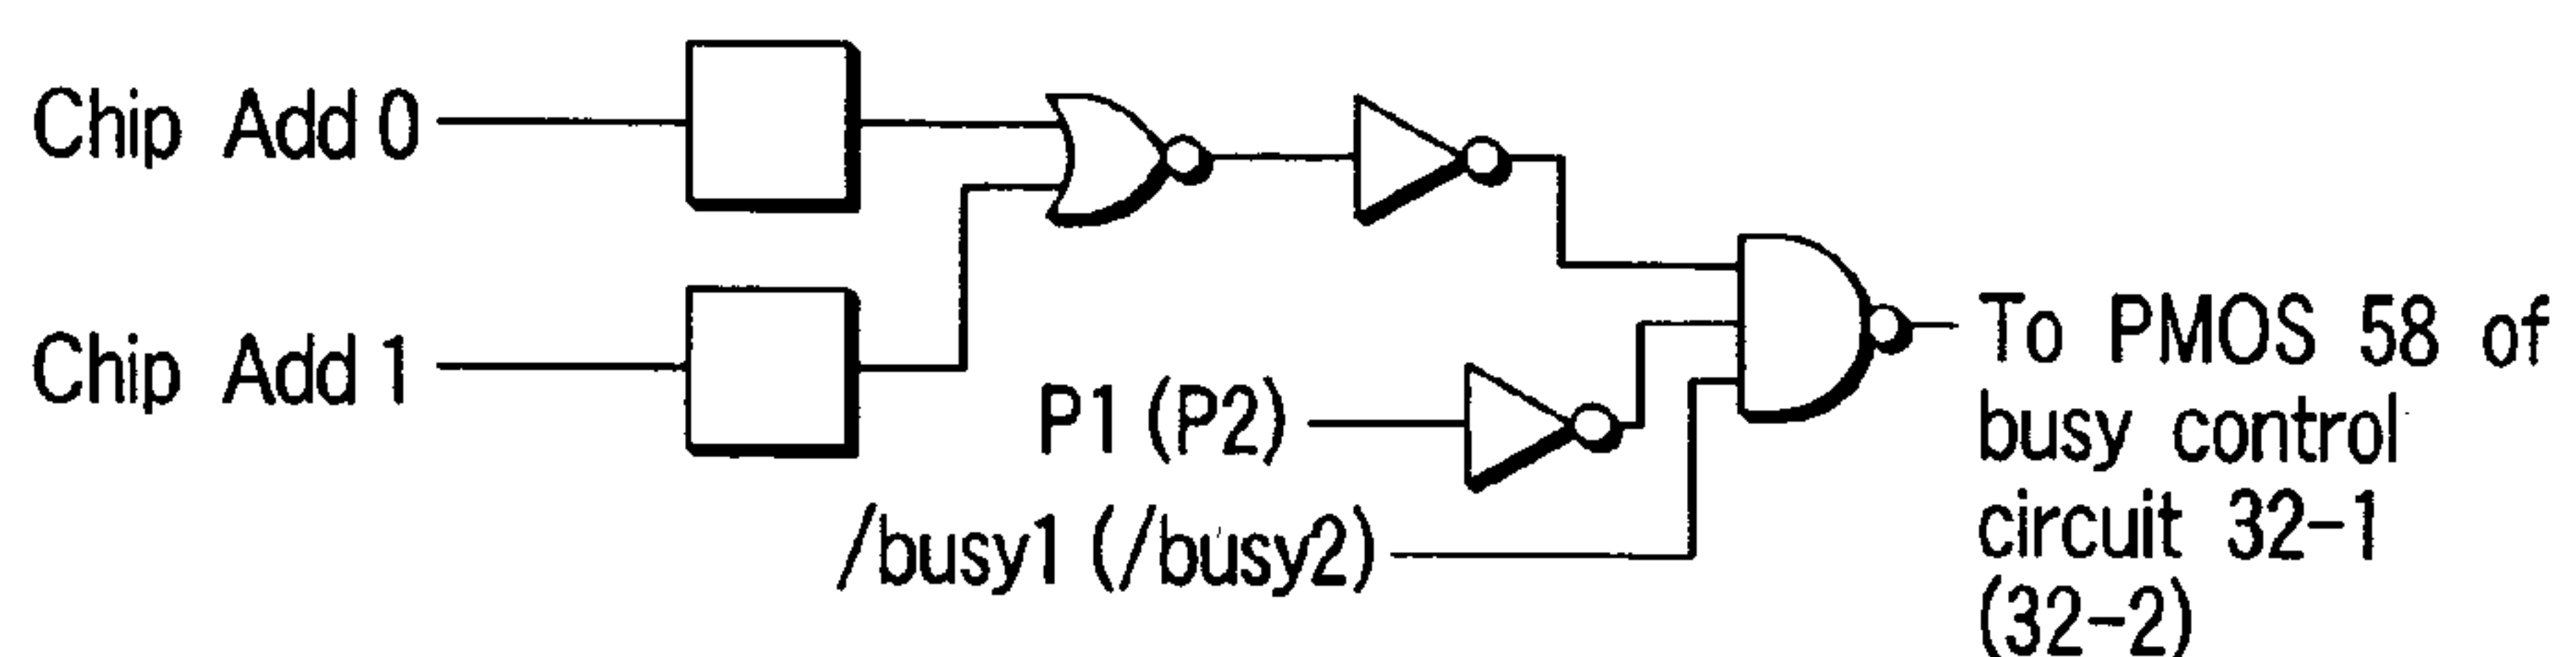 Chip Add 0
Chip Add 1
P1 (P2)
/busy1 (/busy2)
To PMOS 58 of
busy control
circuit 32-1
(32-2)